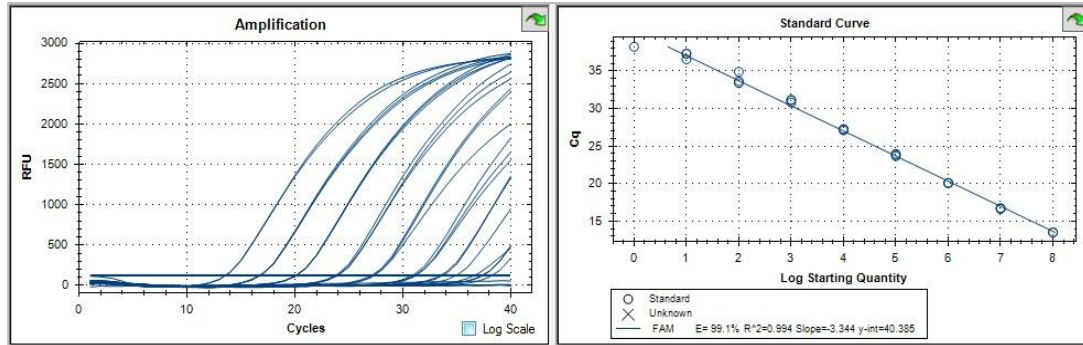 Amplification
RFU
3000
2500
2000
1500
1000
500
0
0
10
20
30
40
Cycles
Log Scale
Standard Curve
Cq
35
30
25
20
15
0
1
2
3
4
5
6
7
8
Log Starting Quantity
Standard
Unknown
FAM E= 99.1% R^2=0.994 Slope=-3.344 y-int=40.385